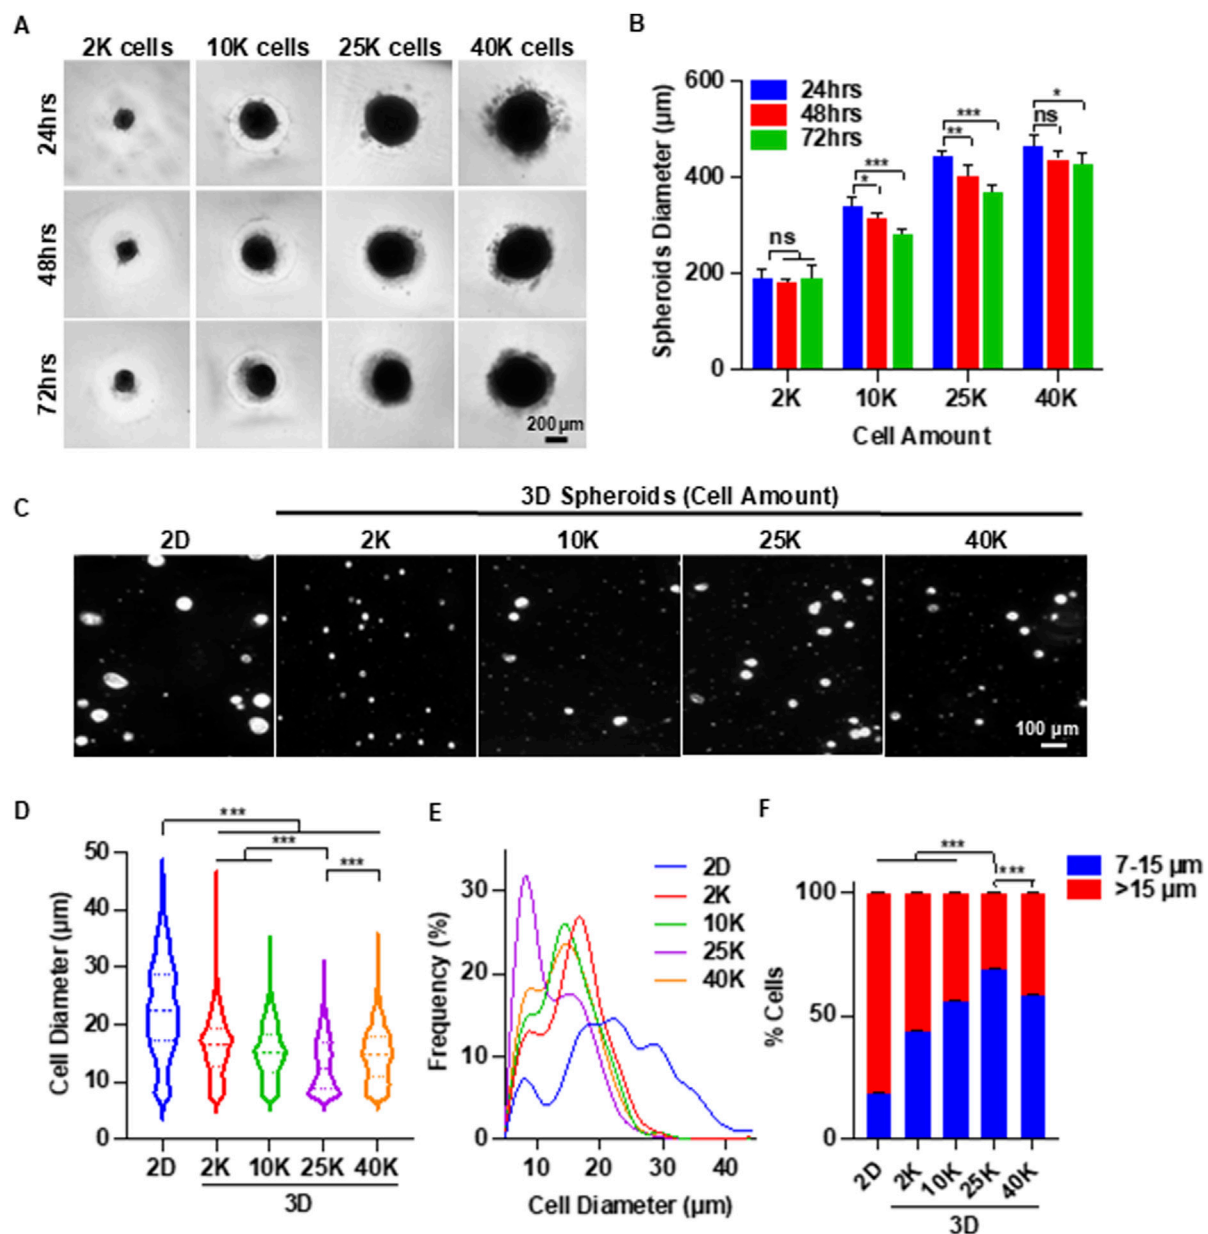 A
2K cells 10K cells 25K cells 40K cells
24hrs
48hrs
72hrs
200 µm
B
Spheroids Diameter (µm)
600
400
200
0
24hrs
48hrs
72hrs
ns
*
***
**
***
ns
*
2K 10K 25K 40K
Cell Amount
C
3D Spheroids (Cell Amount)
2D 2K 10K 25K 40K
100 µm
D
Cell Diameter (µm)
50
40
30
20
10
0
***
***
***
2D 2K 10K 25K 40K
3D
E
Frequency (%)
30
20
10
0
2D
2K
10K
25K
40K
10 20 30 40
Cell Diameter (µm)
F
% Cells
100
50
0
***
***
7-15 µm
>15 µm
2D 2K 10K 25K 40K
3D